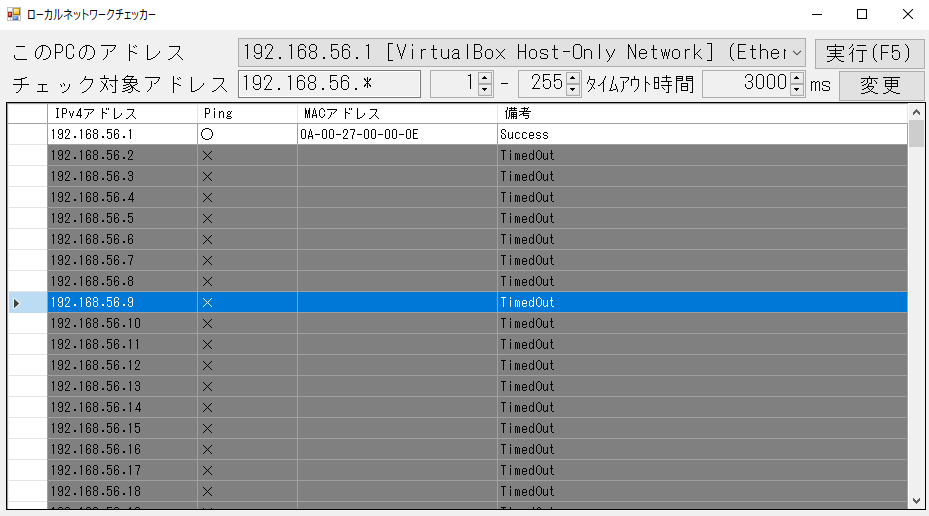 ローカルネットワークチェッカー
このPCのアドレス 192.168.56.1 [VirtualBox Host-Only Network] (Ether 実行(F5)
チェック対象アドレス 192.168.56.* 1 - 255 ﾀｲﾑｱｳﾄ時間 3000 ms 変更
IPv4アドレス Ping MACアドレス 備考
192.168.56.1 ○ 0A-00-27-00-00-0E Success
192.168.56.2 × TimedOut
192.168.56.3 × TimedOut
192.168.56.4 × TimedOut
192.168.56.5 × TimedOut
192.168.56.6 × TimedOut
192.168.56.7 × TimedOut
192.168.56.8 × TimedOut
192.168.56.9 × TimedOut
192.168.56.10 × TimedOut
192.168.56.11 × TimedOut
192.168.56.12 × TimedOut
192.168.56.13 × TimedOut
192.168.56.14 × TimedOut
192.168.56.15 × TimedOut
192.168.56.16 × TimedOut
192.168.56.17 × TimedOut
192.168.56.18 × TimedOut